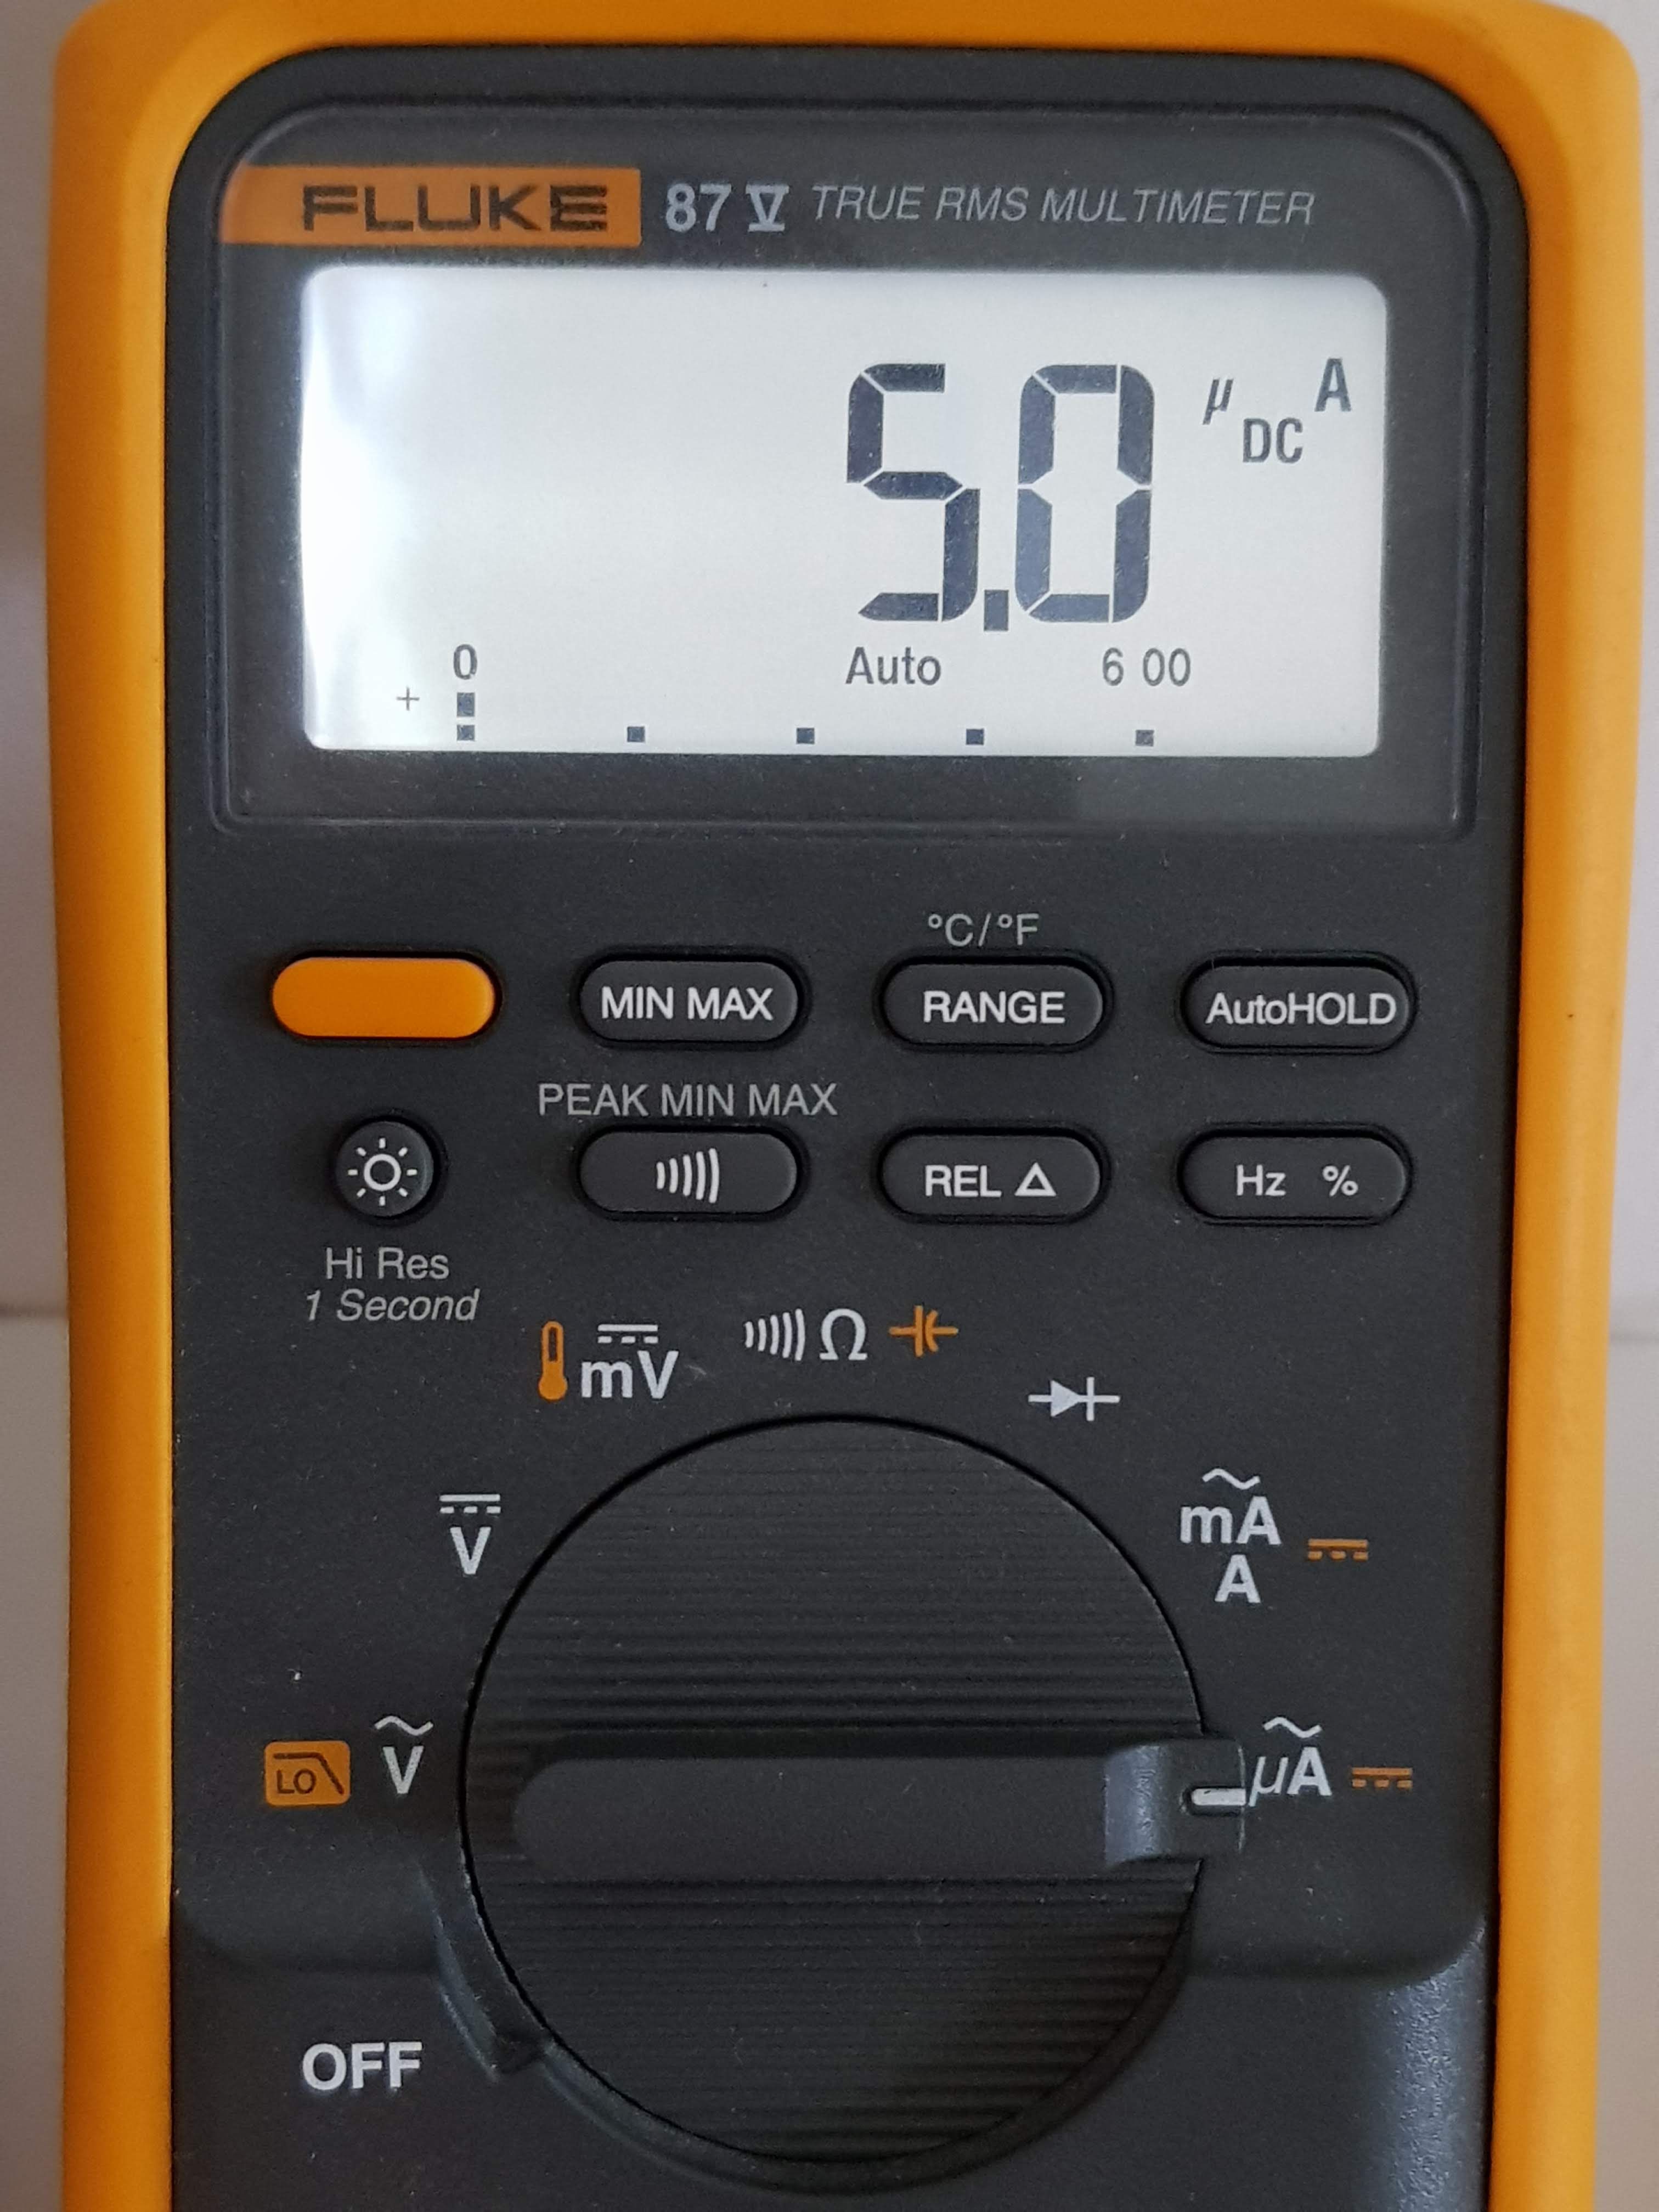 FLUKE 87 V TRUE RMS MULTIMETER
5.0 µ DC A
0 Auto 6 00
+
°C/°F
MIN MAX RANGE AutoHOLD
PEAK MIN MAX
REL △ Hz %
Hi Res
1 Second
mV Ω
V mA
A
LO V µA
OFF